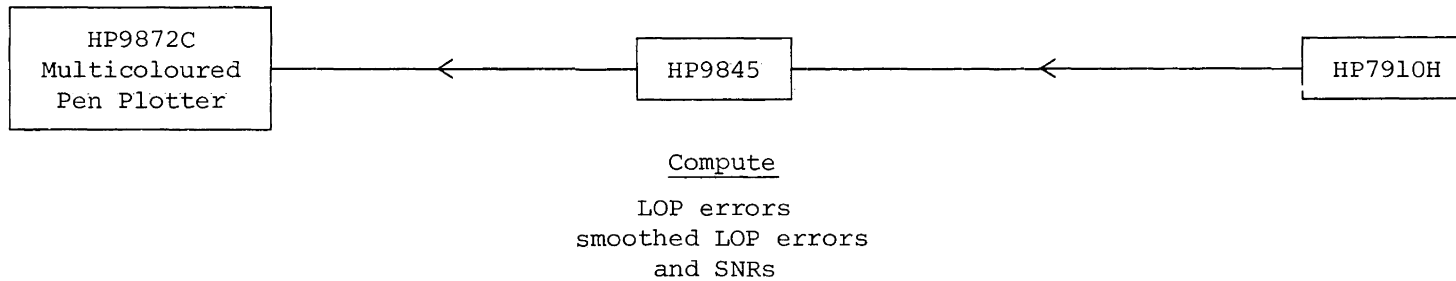 HP9872C
Multicoloured
Pen Plotter
HP9845
HP7910H
Compute
LOP errors
smoothed LOP errors
and SNRs